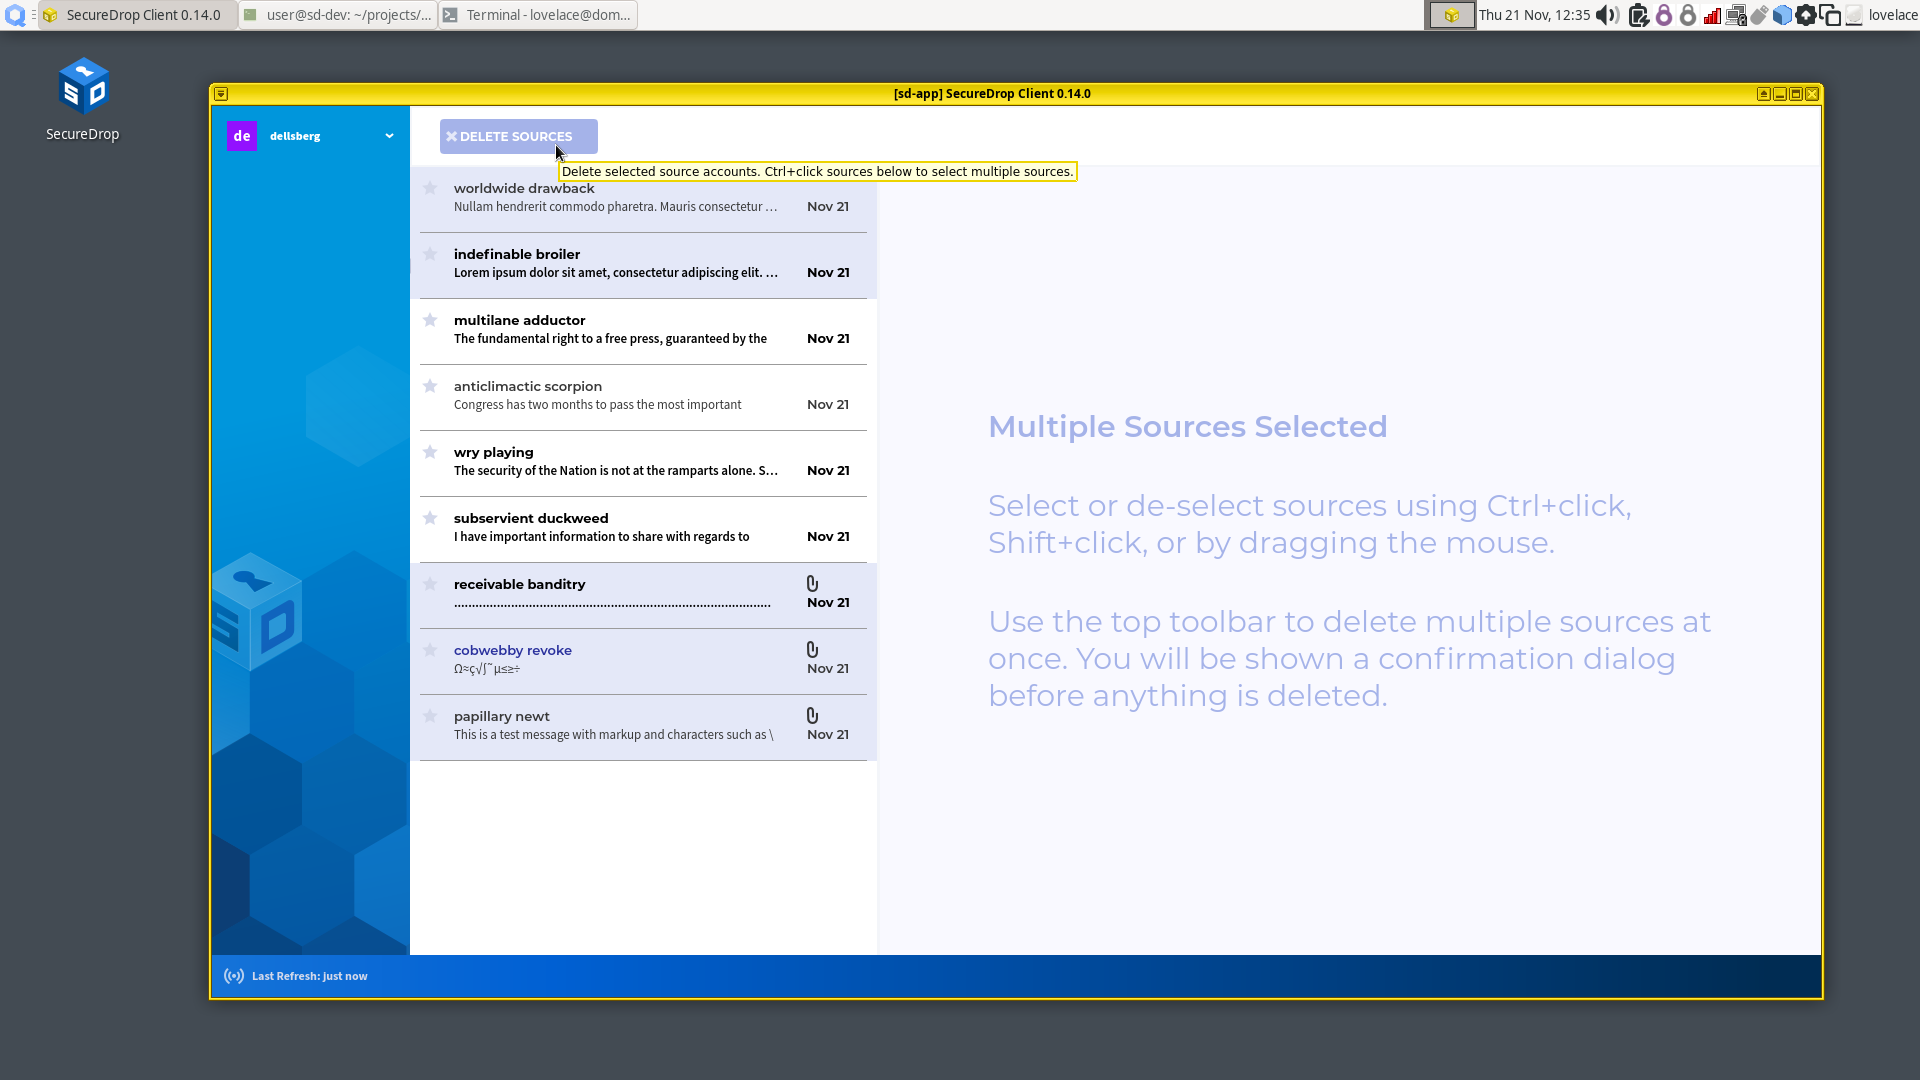 SecureDrop Client 0.14.0
user@sd-dev: ~/projects/...
Terminal - lovelace@dom...
Thu 21 Nov, 12:35
lovelace
SecureDrop
[sd-app] SecureDrop Client 0.14.0
de
dellsberg
DELETE SOURCES
Delete selected source accounts. Ctrl+click sources below to select multiple sources.
worldwide drawback
Nullam hendrerit commodo pharetra. Mauris consectetur …
Nov 21
indefinable broiler
Lorem ipsum dolor sit amet, consectetur adipiscing elit. …
Nov 21
multilane adductor
The fundamental right to a free press, guaranteed by the
Nov 21
anticlimactic scorpion
Congress has two months to pass the most important
Nov 21
wry playing
The security of the Nation is not at the ramparts alone. S…
Nov 21
subservient duckweed
I have important information to share with regards to
Nov 21
receivable banditry
Nov 21
cobwebby revoke
Ω≈ç√∫˜µ≤≥÷
Nov 21
papillary newt
This is a test message with markup and characters such as \
Nov 21
Multiple Sources Selected
Select or de-select sources using Ctrl+click,
Shift+click, or by dragging the mouse.
Use the top toolbar to delete multiple sources at
once. You will be shown a confirmation dialog
before anything is deleted.
SD
Last Refresh: just now